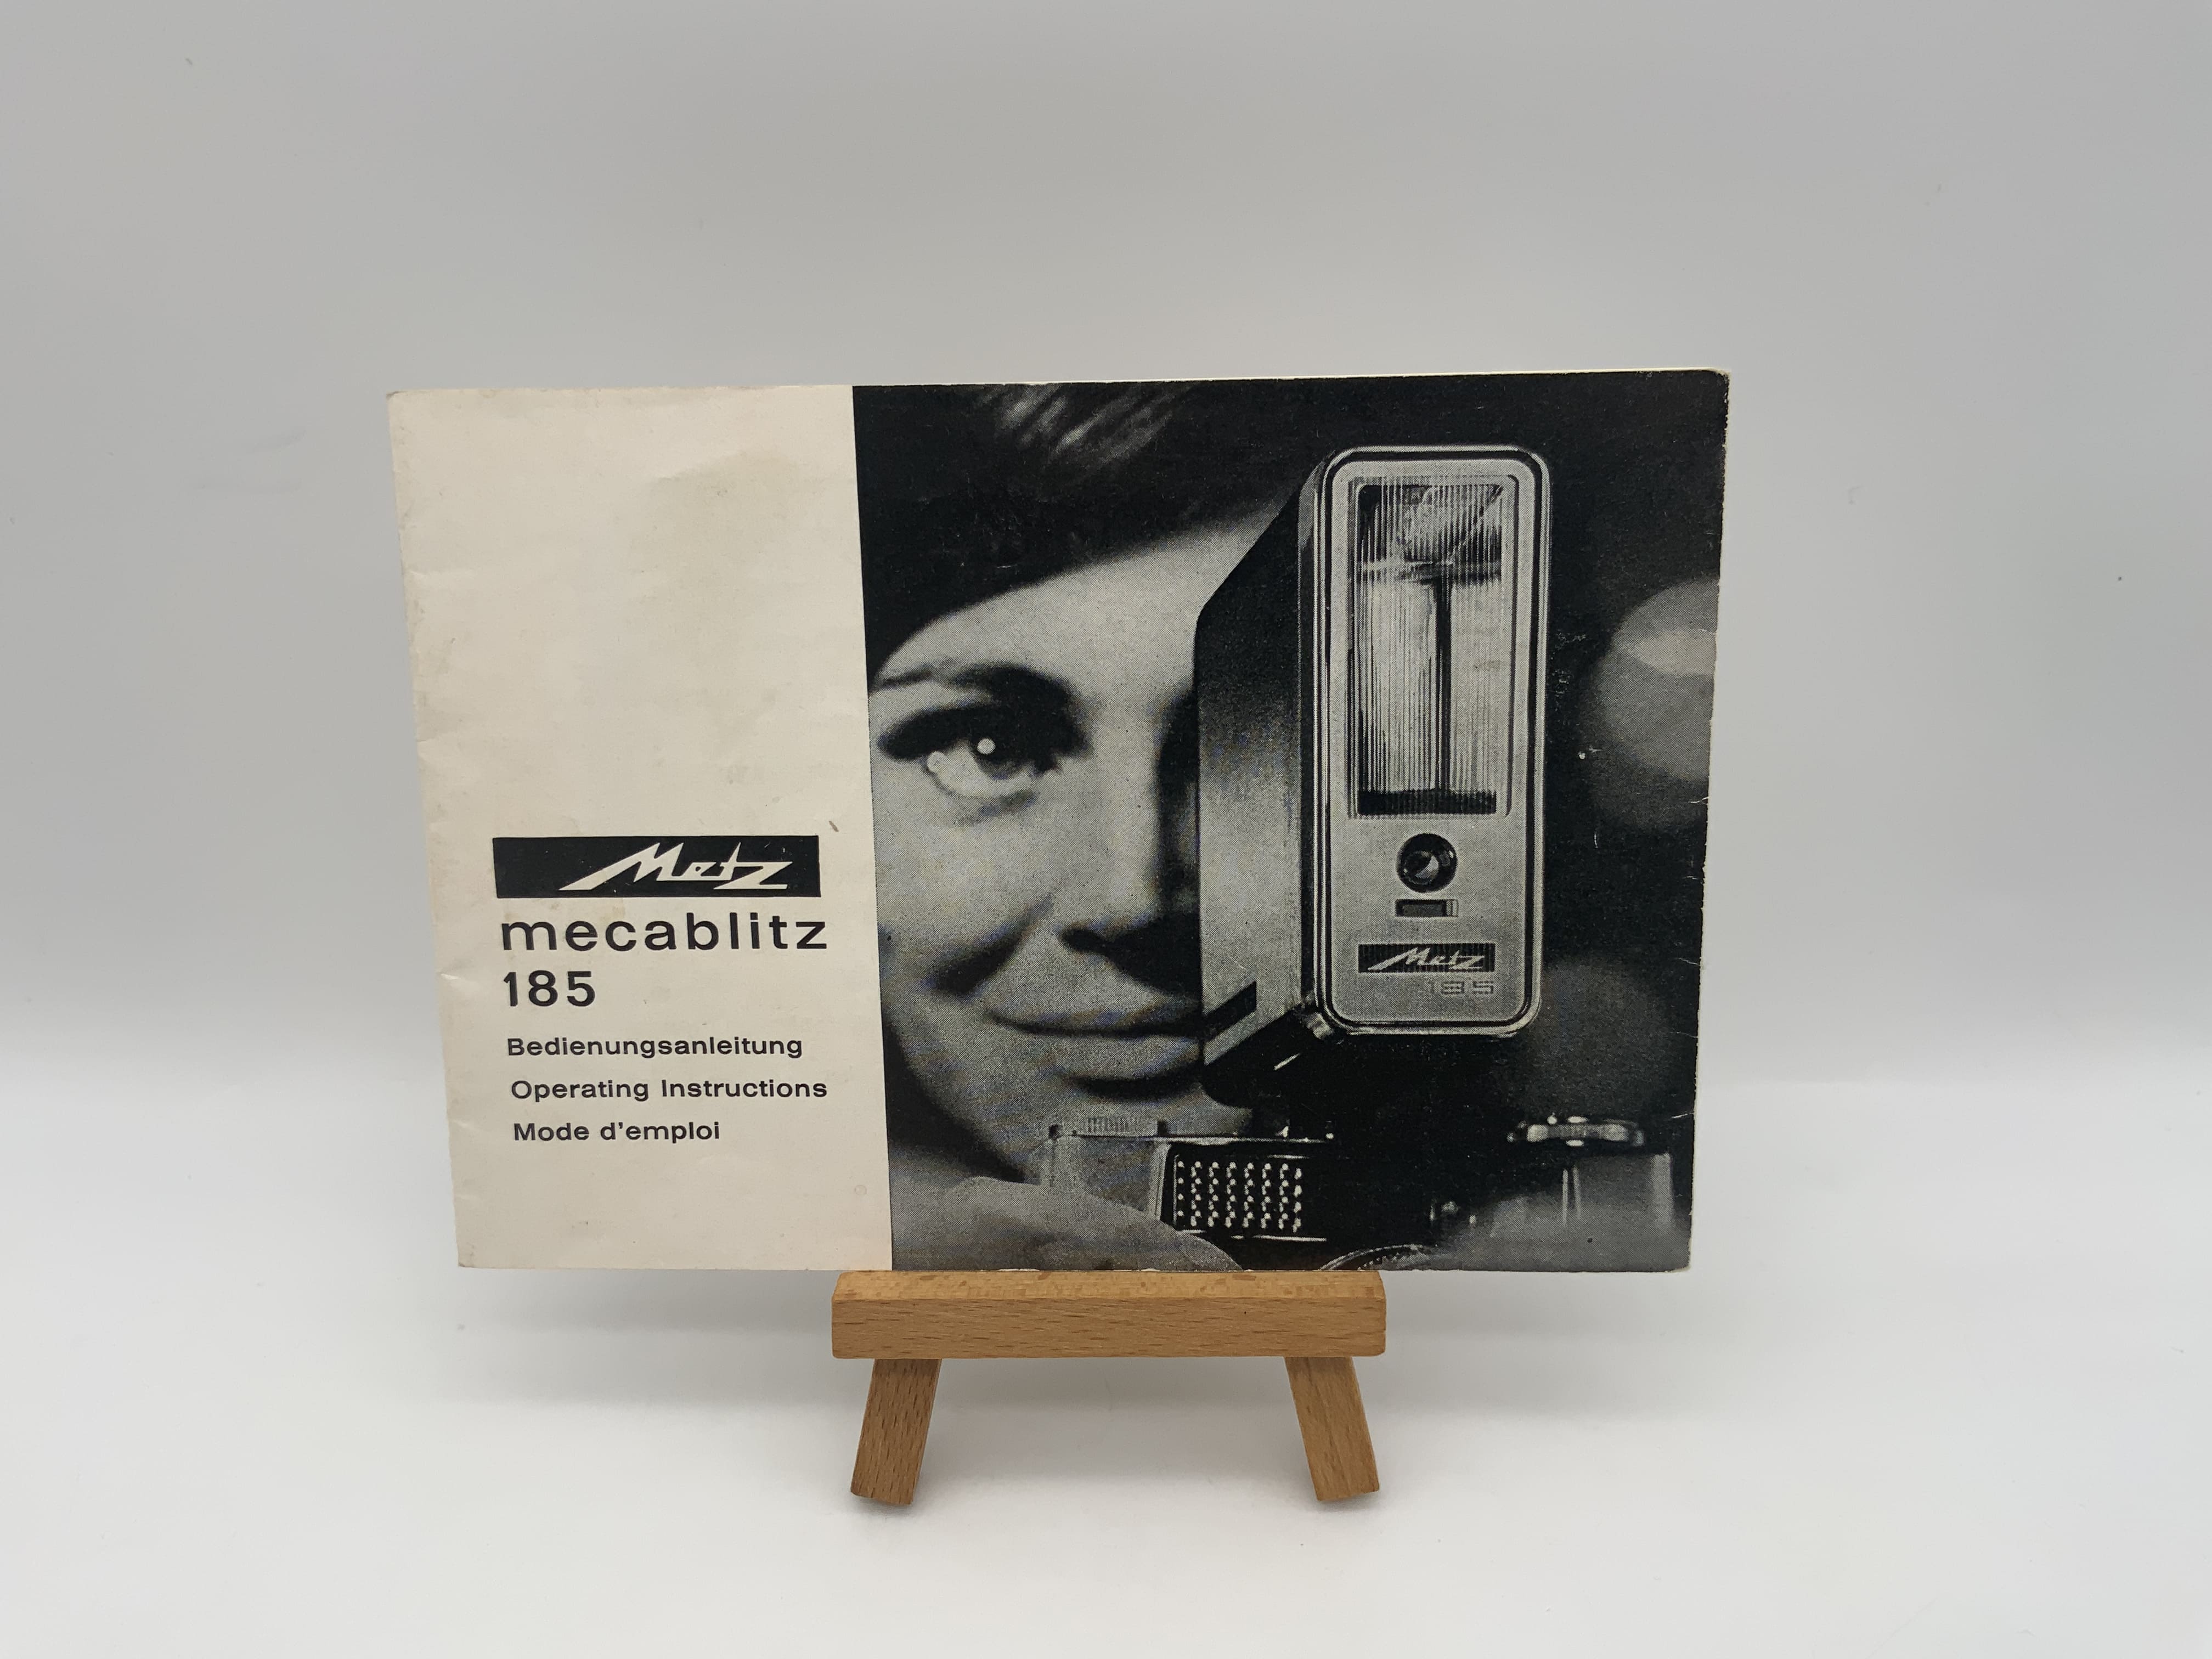 Metz
mecablitz
185
Bedienungsanleitung
Operating Instructions
Mode d'emploi
Metz
185